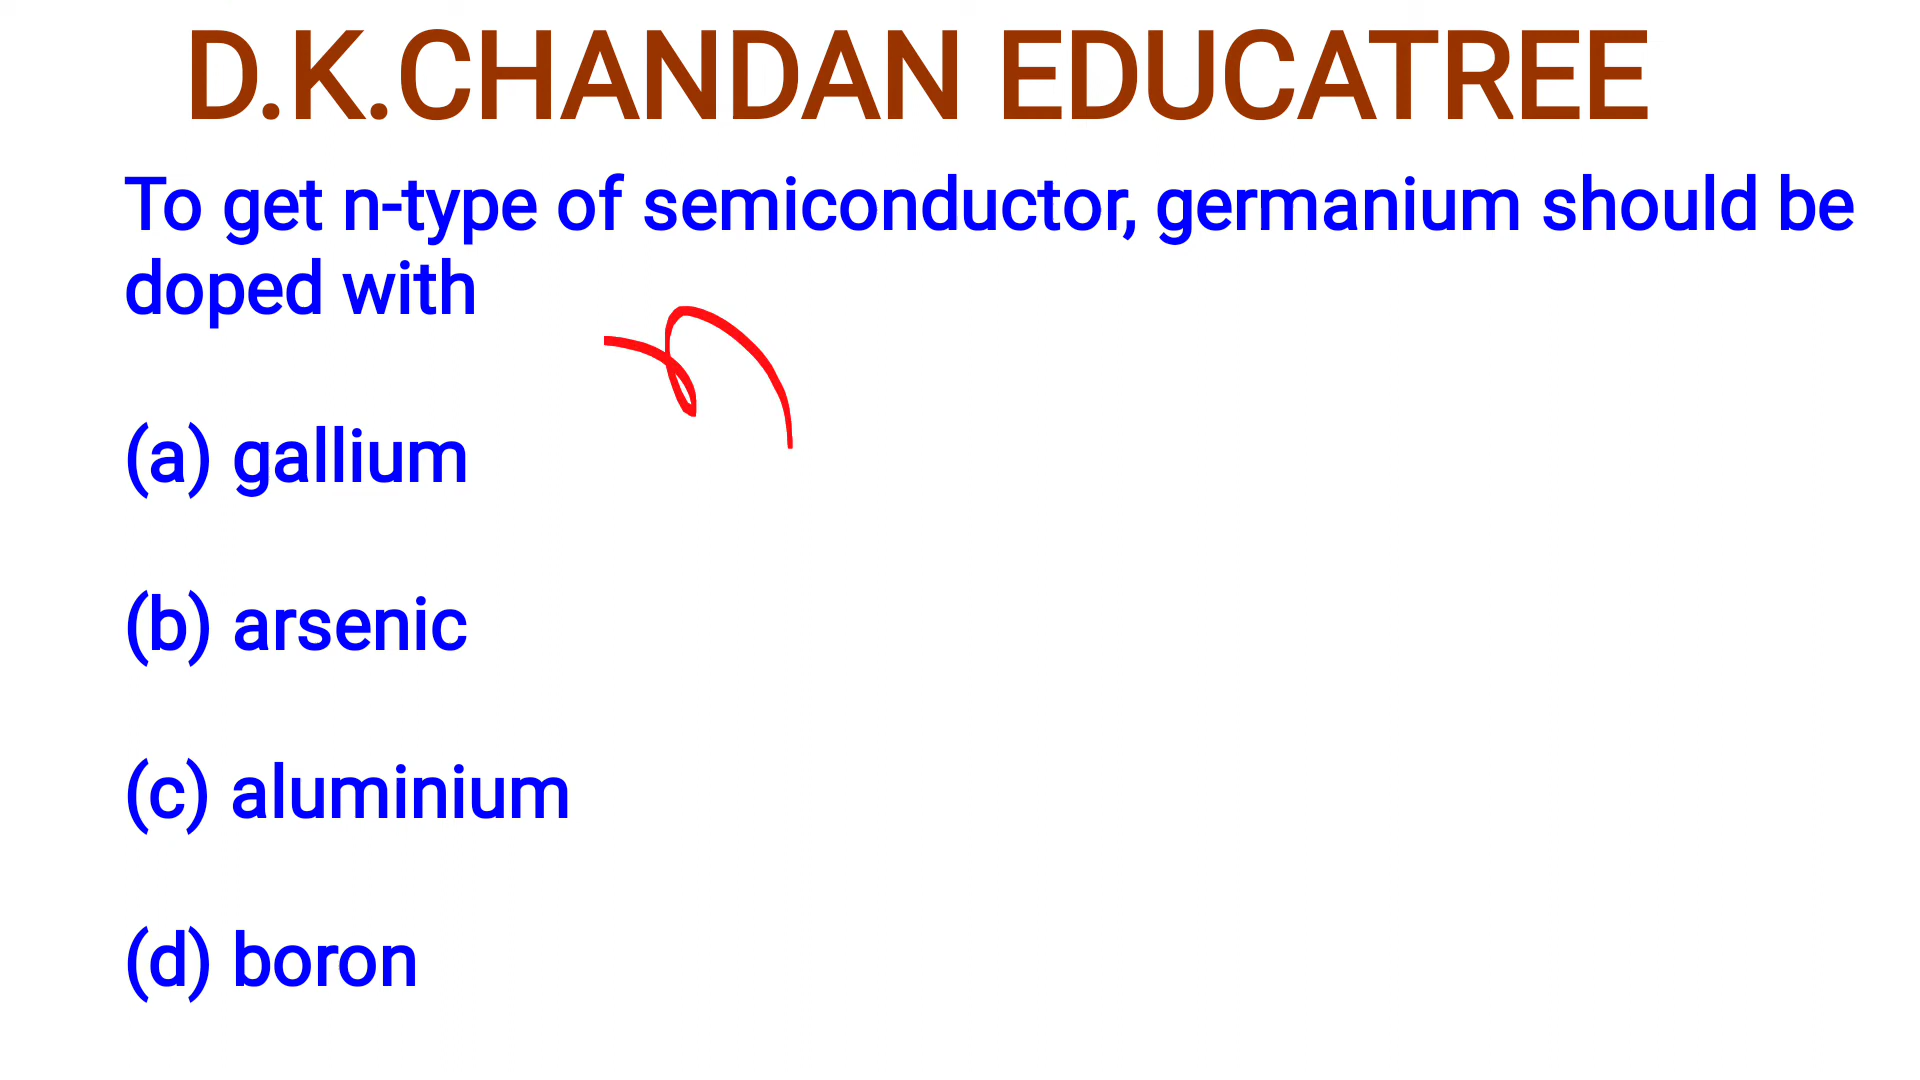 D.K.CHANDAN EDUCATREE
To get n-type of semiconductor, germanium should be
doped with
(a) gallium
(b) arsenic
(c) aluminium
(d) boron